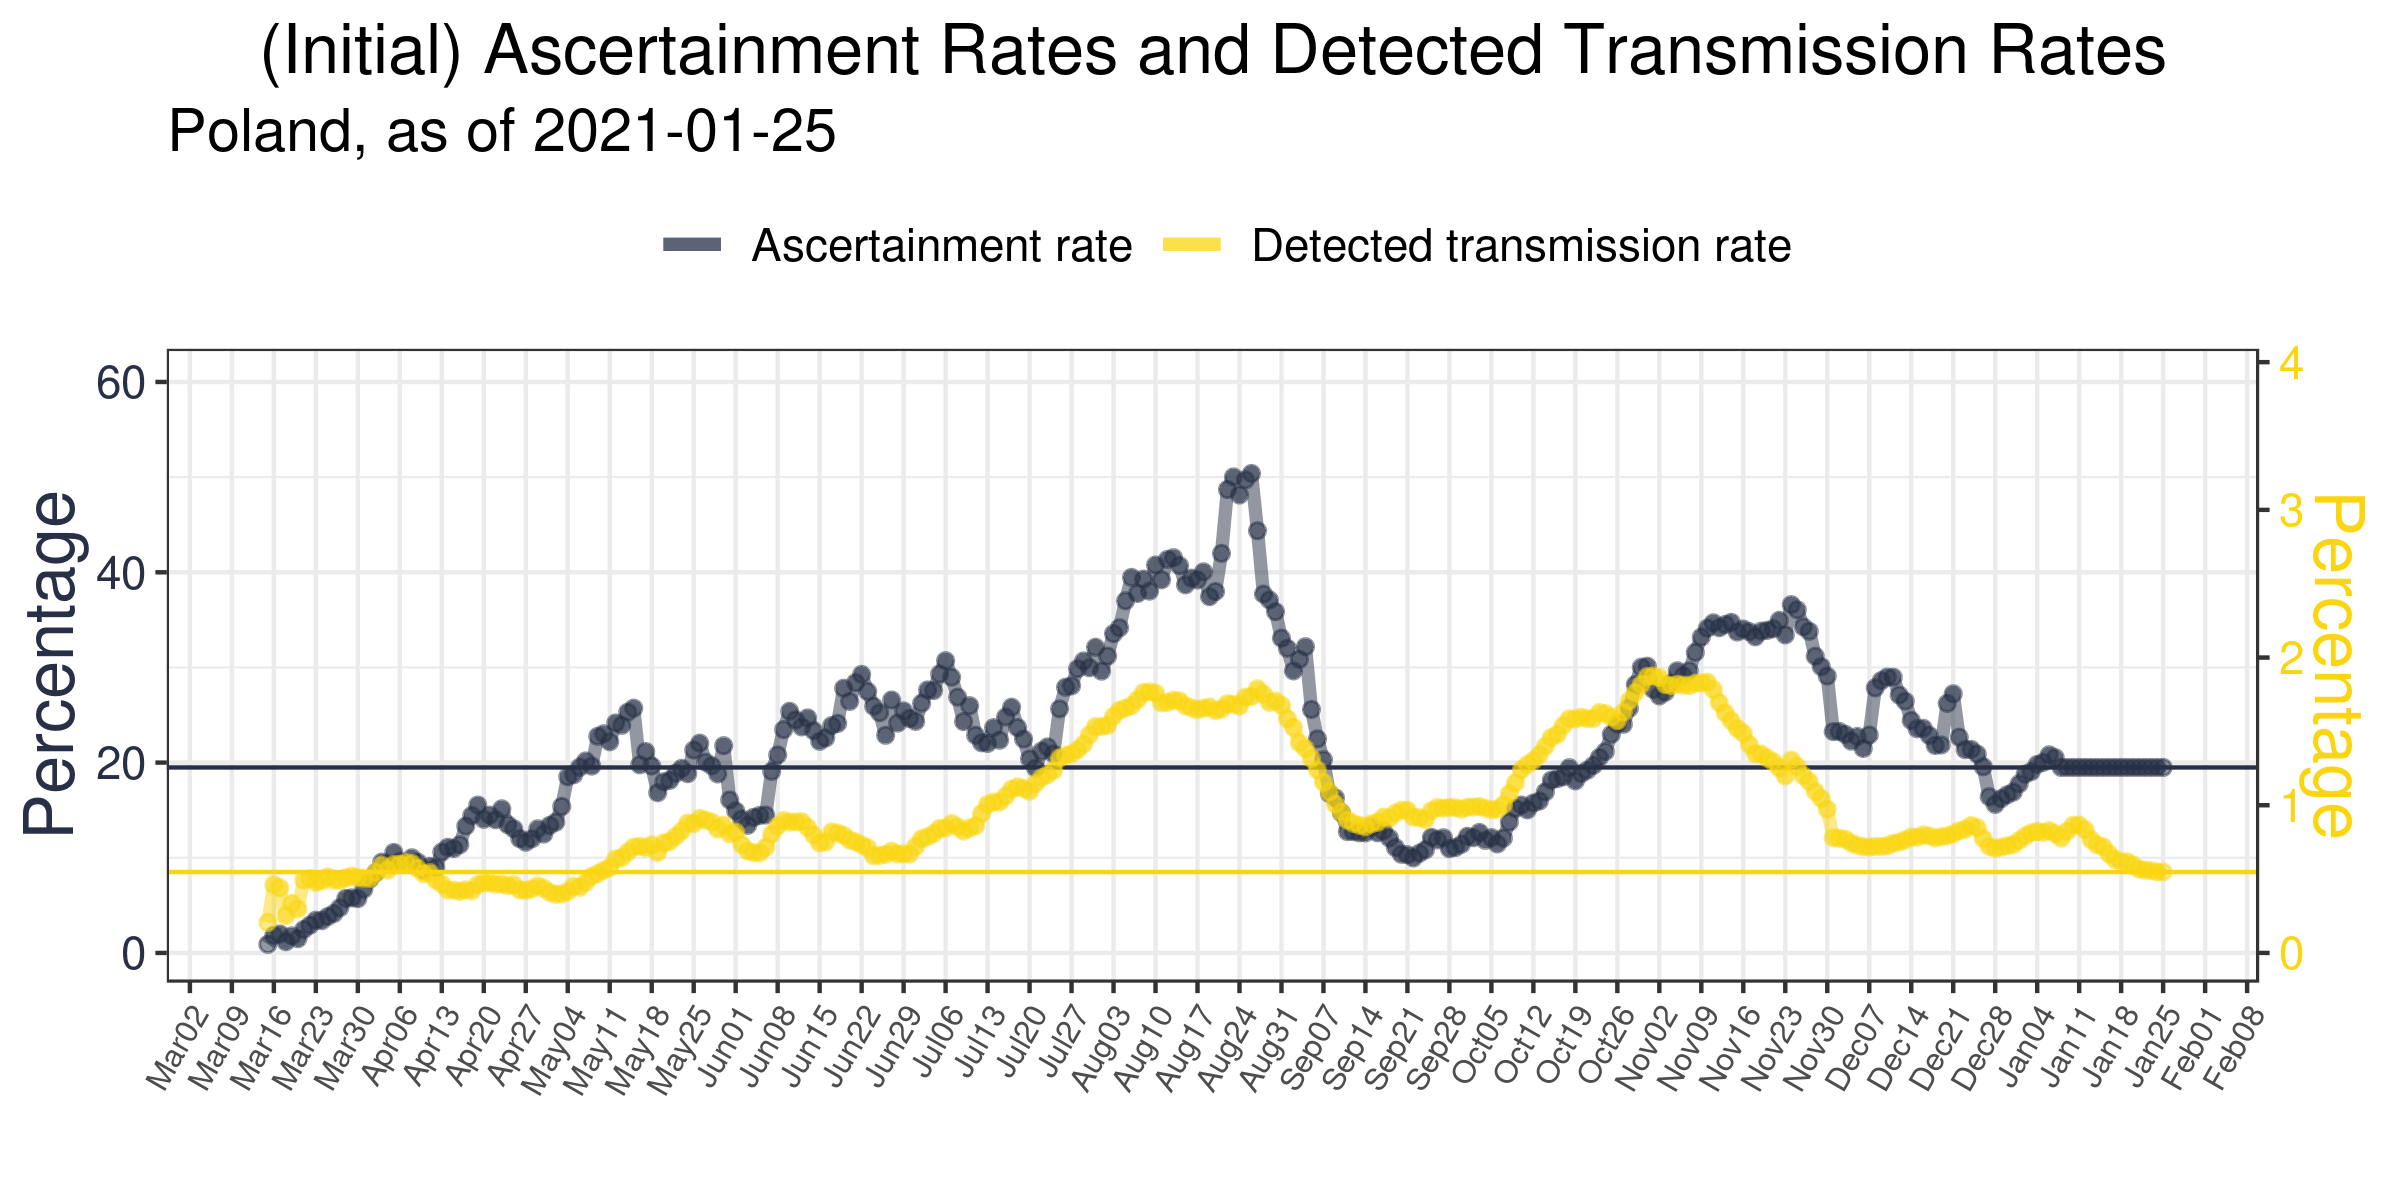 (Initial) Ascertainment Rates and Detected Transmission Rates
Poland, as of 2021-01-25
Ascertainment rate
Detected transmission rate
Percentage
60
40
20
0
4
3
2
1
0
Percentage
Mar02
Mar09
Mar16
Mar23
Mar30
Apr06
Apr13
Apr20
Apr27
May04
May11
May18
May25
Jun01
Jun08
Jun15
Jun22
Jun29
Jul06
Jul13
Jul20
Jul27
Aug03
Aug10
Aug17
Aug24
Aug31
Sep07
Sep14
Sep21
Sep28
Oct05
Oct12
Oct19
Oct26
Nov02
Nov09
Nov16
Nov23
Nov30
Dec07
Dec14
Dec21
Dec28
Jan04
Jan11
Jan18
Jan25
Feb01
Feb08